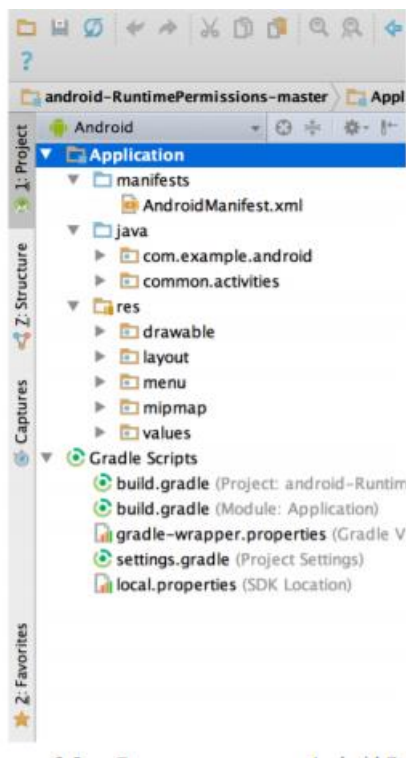 ?
android-RuntimePermissions-master Appl
Android
1: Project
Application
manifests
AndroidManifest.xml
java
com.example.android
common.activities
Z: Structure
res
drawable
layout
menu
mipmap
values
Captures
Gradle Scripts
build.gradle (Project: android-Runtim
build.gradle (Module: Application)
gradle-wrapper.properties (Gradle V
settings.gradle (Project Settings)
local.properties (SDK Location)
2: Favorites